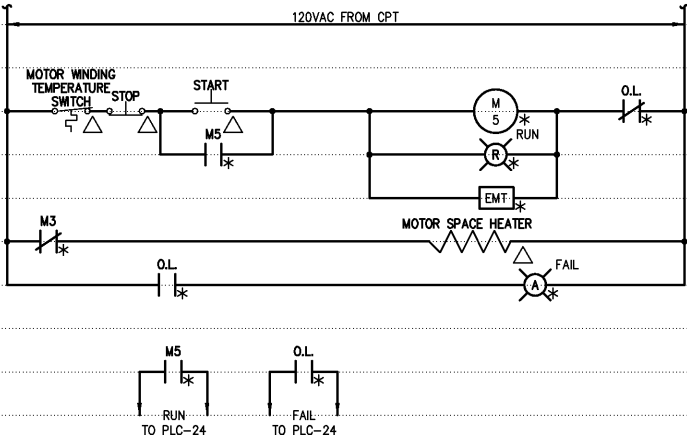 120VAC FROM CPT
MOTOR WINDING
TEMPERATURE
SWITCH
STOP
START
M
5
O.L.
M5
RUN
R
EMT
M3
MOTOR SPACE HEATER
O.L.
FAIL
A
M5
O.L.
RUN
TO PLC-24
FAIL
TO PLC-24